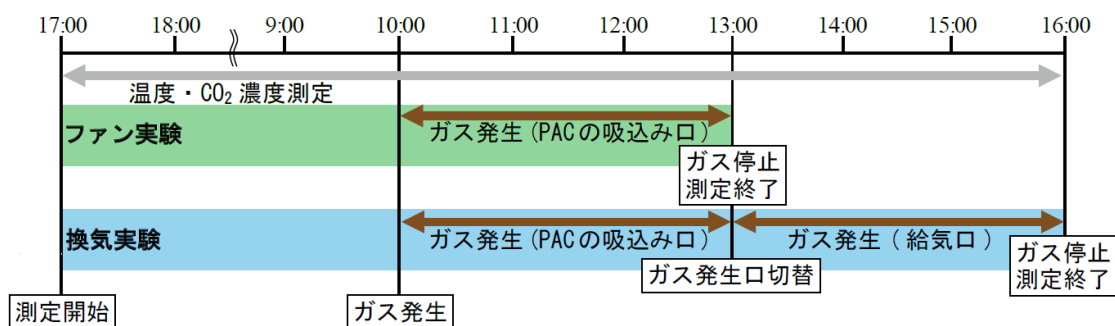 17:00 18:00 9:00 10:00 11:00 12:00 13:00 14:00 15:00 16:00
温度・CO₂濃度測定
ファン実験
ガス発生(PACの吸込み口)
ガス停止
測定終了
換気実験
ガス発生(PACの吸込み口)
ガス発生(給気口)
ガス停止
測定終了
ガス発生口切替
測定開始
ガス発生